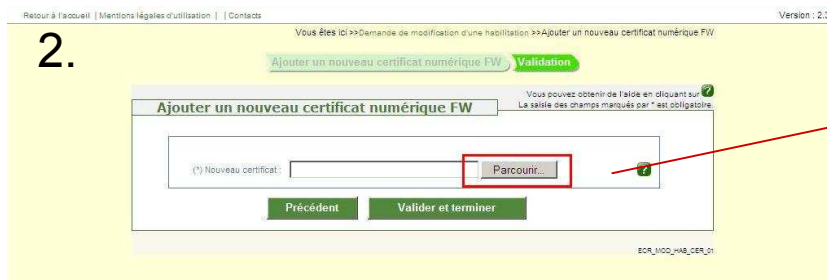 Retour à l'accueil | Mentions légales d'utilisation | | Contacts
Version : 2.3
Vous êtes ici >>Demande de modification d'une habilitation >>Ajouter un nouveau certificat numérique FW
2.
Ajouter un nouveau certificat numérique FW
Validation
Vous pouvez obtenir de l'aide en cliquant sur ?
La saisie des champs marqués par * est obligatoire.
Ajouter un nouveau certificat numérique FW
(*) Nouveau certificat :
Parcourir...
?
Précédent
Valider et terminer
ECR_MOD_HAB_CER_01